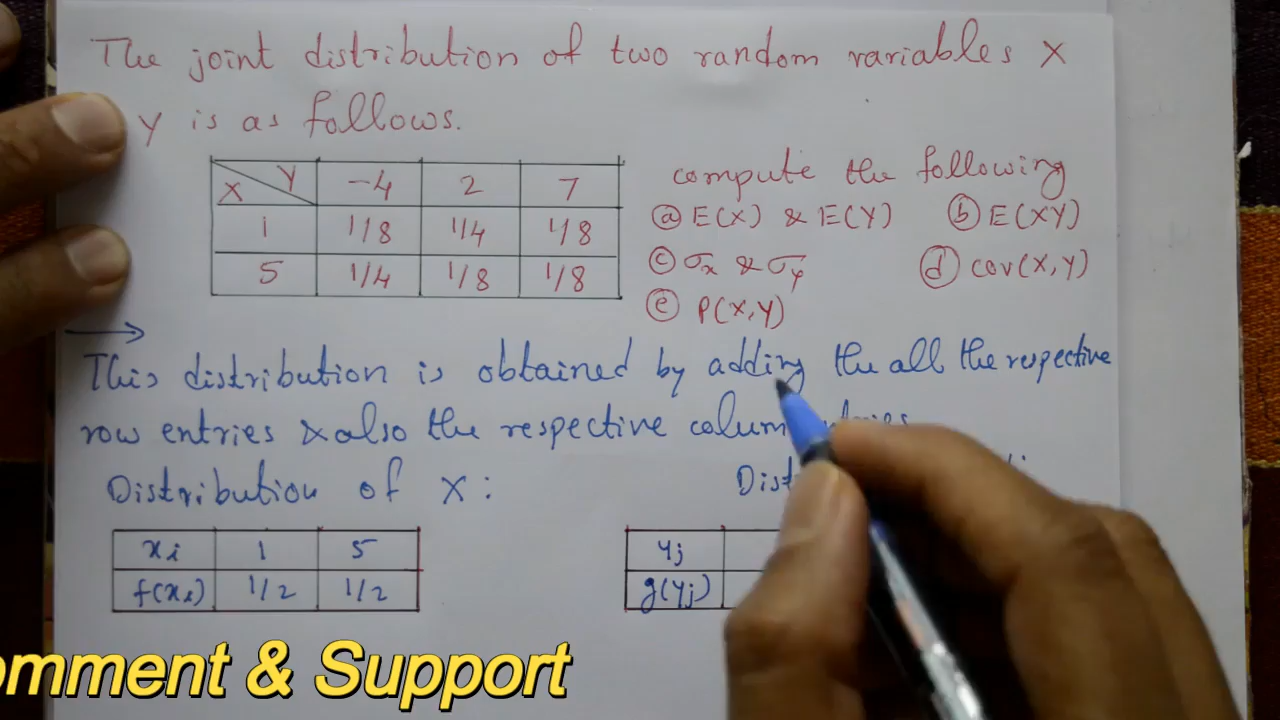 The joint distribution of two random variables X
Y is as follows.
X Y -4 2 7
1 1/8 1/4 1/8
5 1/4 1/8 1/8
compute the following
(a) E(X) & E(Y) (b) E(XY)
(c) σx & σy (d) cov(X,Y)
(e) P(X,Y)
This distribution is obtained by adding the all the respective
row entries & also the respective
Distribution of X:
xi 1 5
f(xi) 1/2 1/2
yj
g(yj)
omment & Support